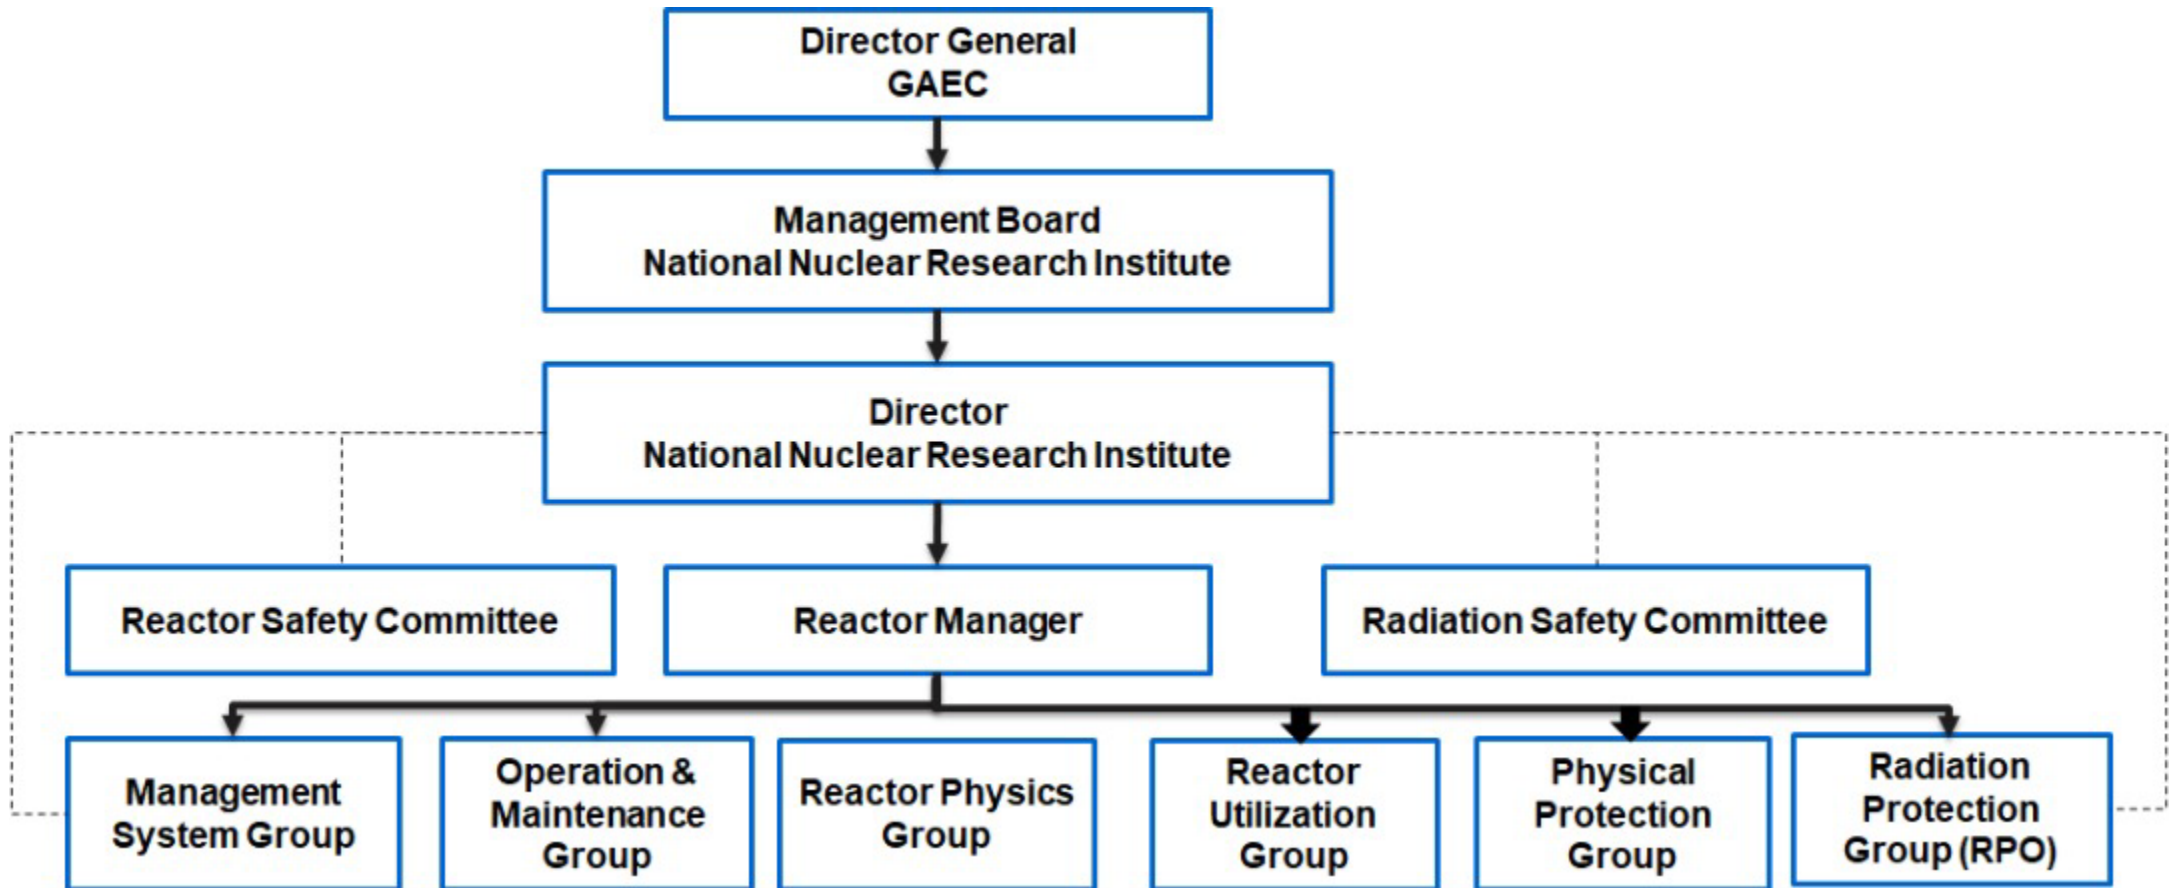 Director General
GAEC
Management Board
National Nuclear Research Institute
Director
National Nuclear Research Institute
Reactor Safety Committee
Reactor Manager
Radiation Safety Committee
Management
System Group
Operation &
Maintenance
Group
Reactor Physics
Group
Reactor
Utilization
Group
Physical
Protection
Group
Radiation
Protection
Group (RPO)